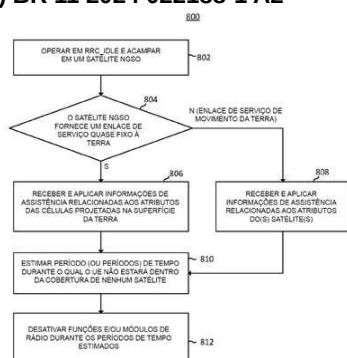 800
OPERAR EM RRC_IDLE E ACAMPAR
EM UM SATÉLITE NGSO
802
804
O SATÉLITE NGSO
FORNECE UM ENLACE DE
SERVIÇO QUASE FIXO À
TERRA
N (ENLACE DE SERVIÇO DE
MOVIMENTO DA TERRA)
S
806
RECEBER E APLICAR INFORMAÇÕES DE
ASSISTÊNCIA RELACIONADAS AOS ATRIBUTOS
DAS CÉLULAS PROJETADAS NA SUPERFÍCIE
DA TERRA
808
RECEBER E APLICAR
INFORMAÇÕES DE ASSISTÊNCIA
RELACIONADAS AOS ATRIBUTOS
DO(S) SATÉLITE(S)
ESTIMAR PERÍODO (OU PERÍODOS) DE TEMPO
DURANTE O QUAL O UE NÃO ESTARÁ DENTRO
DA COBERTURA DE NENHUM SATÉLITE
810
DESATIVAR FUNÇÕES E/OU MÓDULOS DE
RÁDIO DURANTE OS PERÍODOS DE TEMPO
ESTIMADOS
812